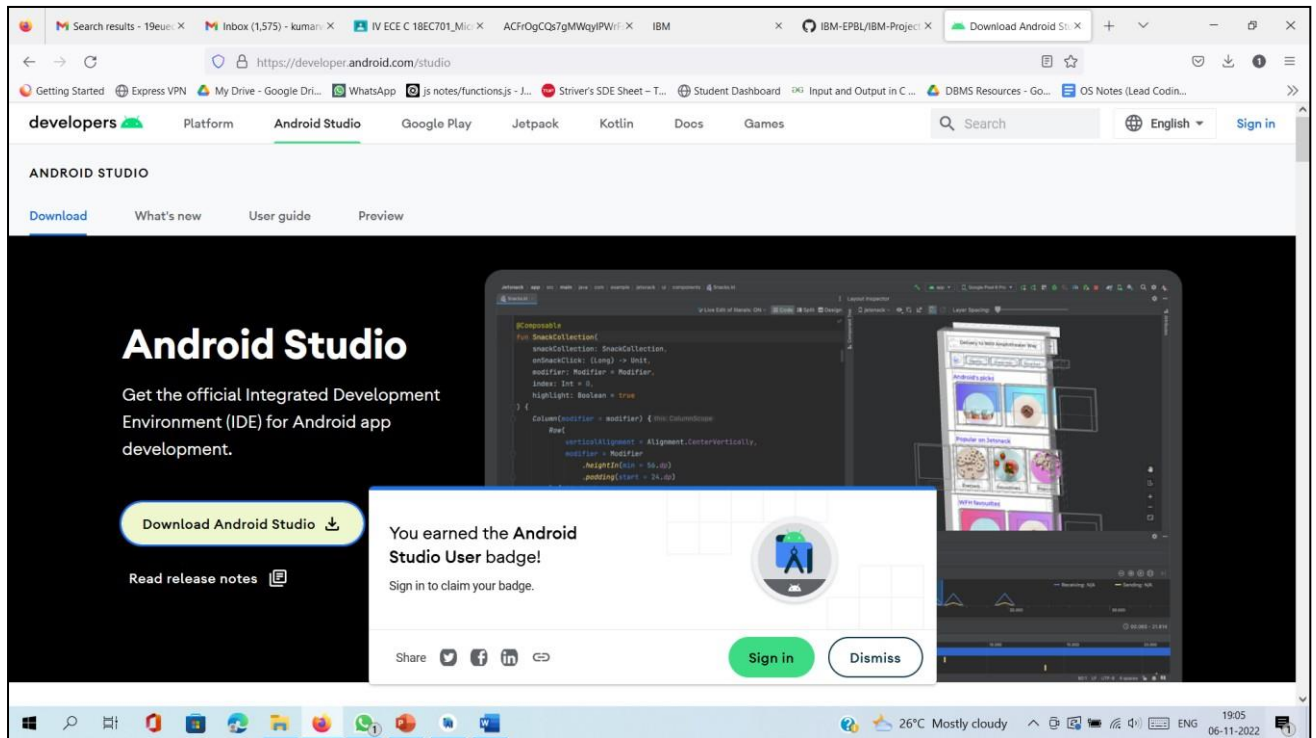 Search results - 19euec
Inbox (1,575) - kumar
IV ECE C 18EC701_Mic
ACFrOgCQs7gMWqyIPWrF
IBM
IBM-EPBL/IBM-Project
Download Android Stu
https://developer.android.com/studio
Getting Started
Express VPN
My Drive - Google Dri...
WhatsApp
js notes/functions.js - J...
Striver's SDE Sheet – T...
Student Dashboard
Input and Output in C ...
DBMS Resources - Go...
OS Notes (Lead Codin...
developers
Platform
Android Studio
Google Play
Jetpack
Kotlin
Docs
Games
Search
English
Sign in
ANDROID STUDIO
Download
What's new
User guide
Preview
Android Studio
Get the official Integrated Development
Environment (IDE) for Android app
development.
Download Android Studio
Read release notes
@Composable
fun SnackCollection(
snackCollection: SnackCollection,
onSnackClick: (Long) -> Unit,
modifier: Modifier = Modifier,
index: Int = 0,
highlight: Boolean = true
) {
Column(modifier = modifier) {
Row(
verticalAlignment = Alignment.CenterVertically,
modifier = Modifier
.heightIn(min = 56.dp)
.padding(start = 24.dp)
Layout Inspector
Android's picks
Popular on Jetsnack
WFH favourites
You earned the Android
Studio User badge!
Sign in to claim your badge.
Share
Sign in
Dismiss
26°C Mostly cloudy
ENG
19:05
06-11-2022